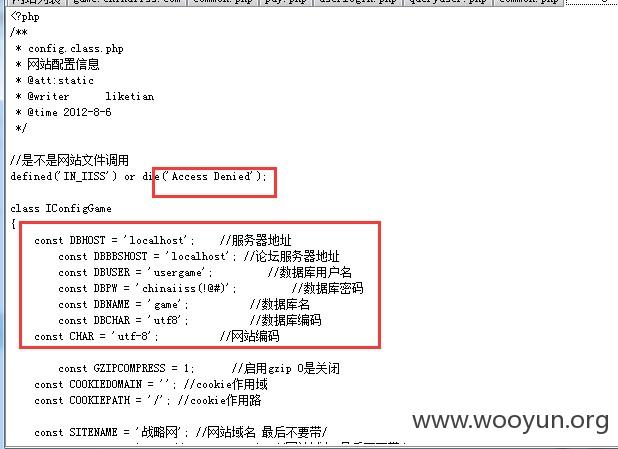 game.chinaiiss.com common.php pay.php userlogin.php queryuser.php common.php
<?php
/**
* config.class.php
* 网站配置信息
* @att:static
* @writer liketian
* @time 2012-8-6
*/
//是不是网站文件调用
defined('IN_IISS') or die('Access Denied');
class IConfigGame
{
const DBHOST = 'localhost'; //服务器地址
const DBBBSHOST = 'localhost'; //论坛服务器地址
const DBUSER = 'usergame'; //数据库用户名
const DBPW = 'chinaiiss(!@#)'; //数据库密码
const DBNAME = 'game'; //数据库名
const DBCHAR = 'utf8'; //数据库编码
const CHAR = 'utf-8'; //网站编码
const GZIPCOMPRESS = 1; //启用gzip 0是关闭
const COOKIEDOMAIN = ''; //cookie作用域
const COOKIEPATH = '/'; //cookie作用路
const SITENAME = '战略网'; //网站域名 最后不要带/
www.wooyun.org